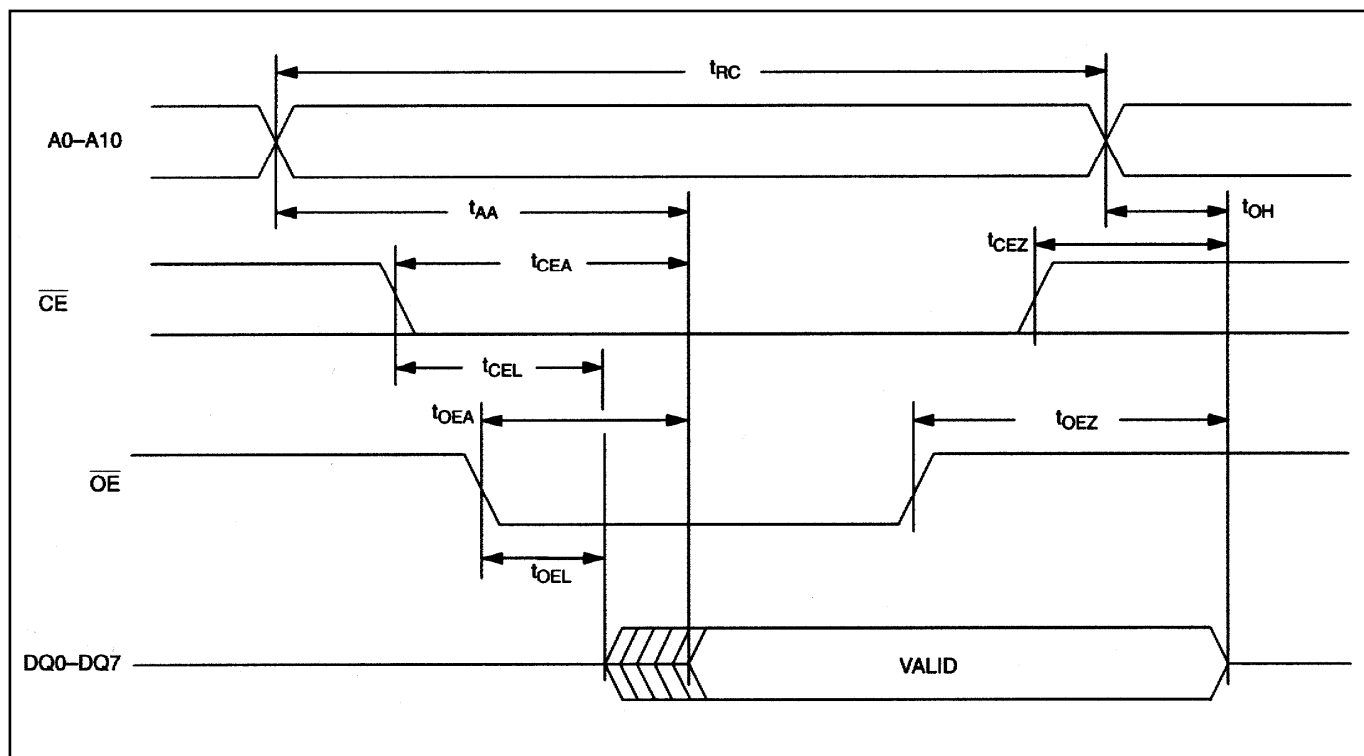 tRC
A0–A10
tAA
tOH
tCEZ
tCEA
CE
tCEL
tOEA
tOEZ
OE
tOEL
DQ0–DQ7
VALID